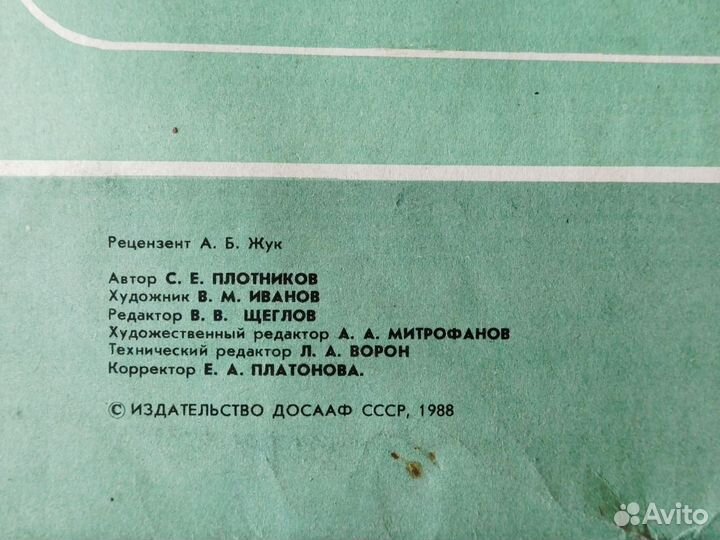 Рецензент А. Б. Жук
Автор С. Е. ПЛОТНИКОВ
Художник В. М. ИВАНОВ
Редактор В. В. ЩЕГЛОВ
Художественный редактор А. А. МИТРОФАНОВ
Технический редактор Л. А. ВОРОН
Корректор Е. А. ПЛАТОНОВА.
© ИЗДАТЕЛЬСТВО ДОСААФ СССР, 1988
Avito